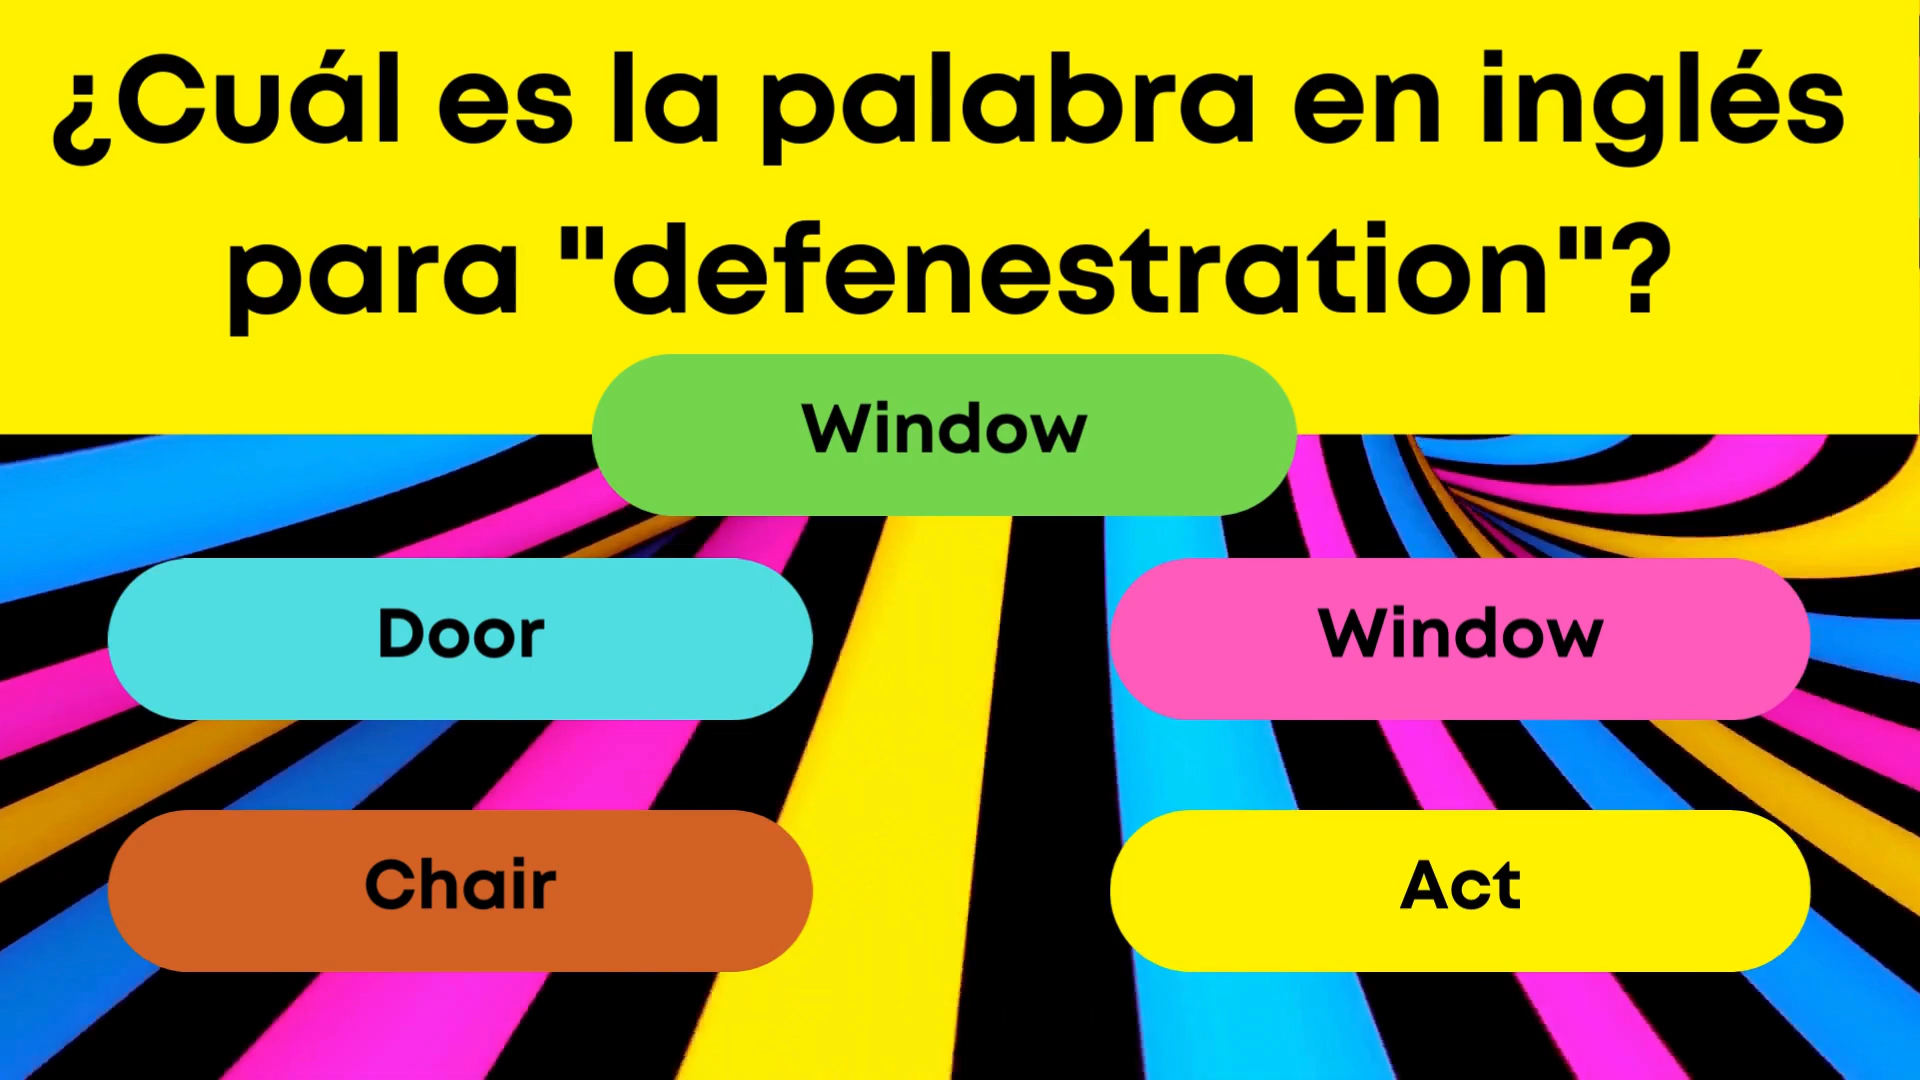 ¿Cuál es la palabra en inglés
para "defenestration"?
Window
Door
Window
Chair
Act